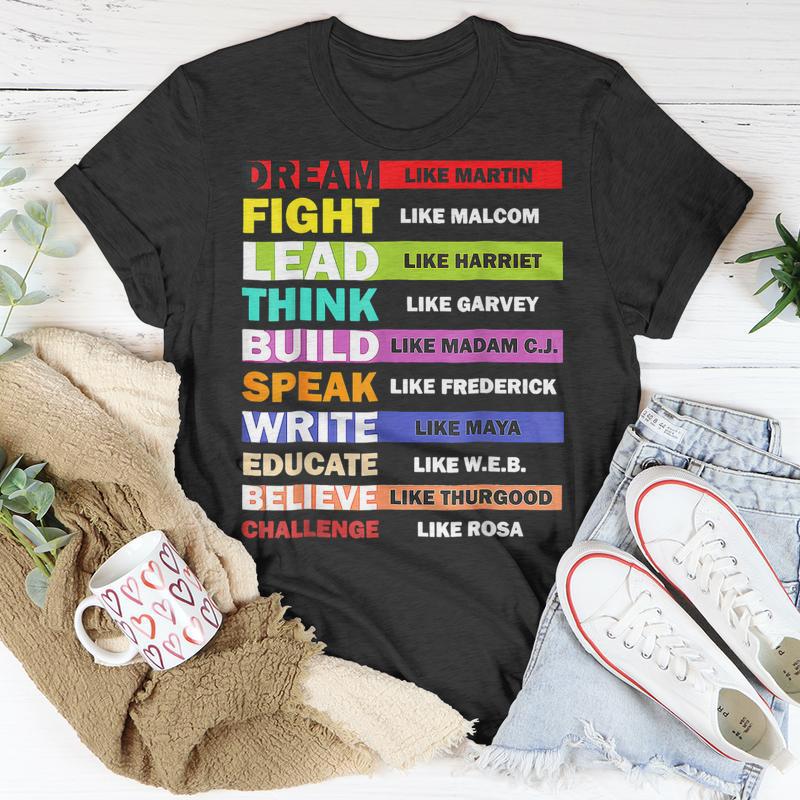 DREAM LIKE MARTIN
FIGHT LIKE MALCOM
LEAD LIKE HARRIET
THINK LIKE GARVEY
BUILD LIKE MADAM C.J.
SPEAK LIKE FREDERICK
WRITE LIKE MAYA
EDUCATE LIKE W.E.B.
BELIEVE LIKE THURGOOD
CHALLENGE LIKE ROSA